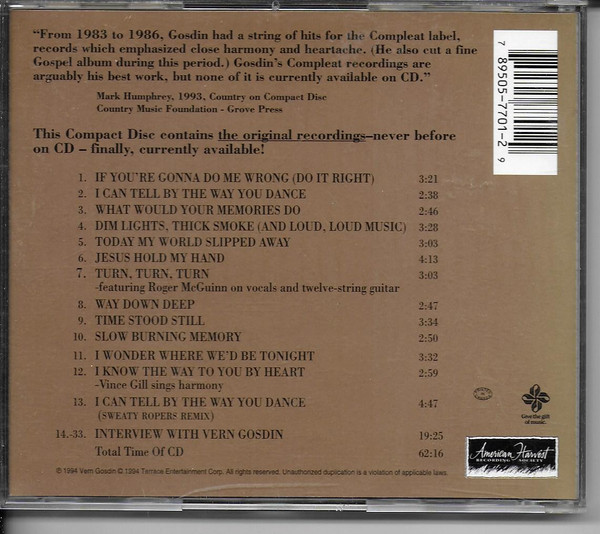 “From 1983 to 1986, Gosdin had a string of hits for the Compleat label,
records which emphasized close harmony and heartache. (He also cut a fine
Gospel album during this period.) Gosdin's Compleat recordings are
arguably his best work, but none of it is currently available on CD.”
Mark Humphrey, 1993, Country on Compact Disc
Country Music Foundation - Grove Press
7 89505-7701-2 9
This Compact Disc contains the original recordings–never before
on CD – finally, currently available!
1. IF YOU'RE GONNA DO ME WRONG (DO IT RIGHT) 3:21
2. I CAN TELL BY THE WAY YOU DANCE 2:38
3. WHAT WOULD YOUR MEMORIES DO 2:46
4. DIM LIGHTS, THICK SMOKE (AND LOUD, LOUD MUSIC) 3:28
5. TODAY MY WORLD SLIPPED AWAY 3:03
6. JESUS HOLD MY HAND 4:13
7. TURN, TURN, TURN 3:03
-featuring Roger McGuinn on vocals and twelve-string guitar
8. WAY DOWN DEEP 2:47
9. TIME STOOD STILL 3:34
10. SLOW BURNING MEMORY 2:50
11. I WONDER WHERE WE'D BE TONIGHT 3:32
12. I KNOW THE WAY TO YOU BY HEART 2:59
-Vince Gill sings harmony
13. I CAN TELL BY THE WAY YOU DANCE 4:47
(SWEATY ROPERS REMIX)
14.-33. INTERVIEW WITH VERN GOSDIN 19:25
Total Time Of CD 62:16
Give the gift
of music.
American Harvest
RECORDING SOCIETY
© 1994 Vern Gosdin © 1994 Terrace Entertainment Corp. All rights reserved. Unauthorized duplication is a violation of applicable laws.